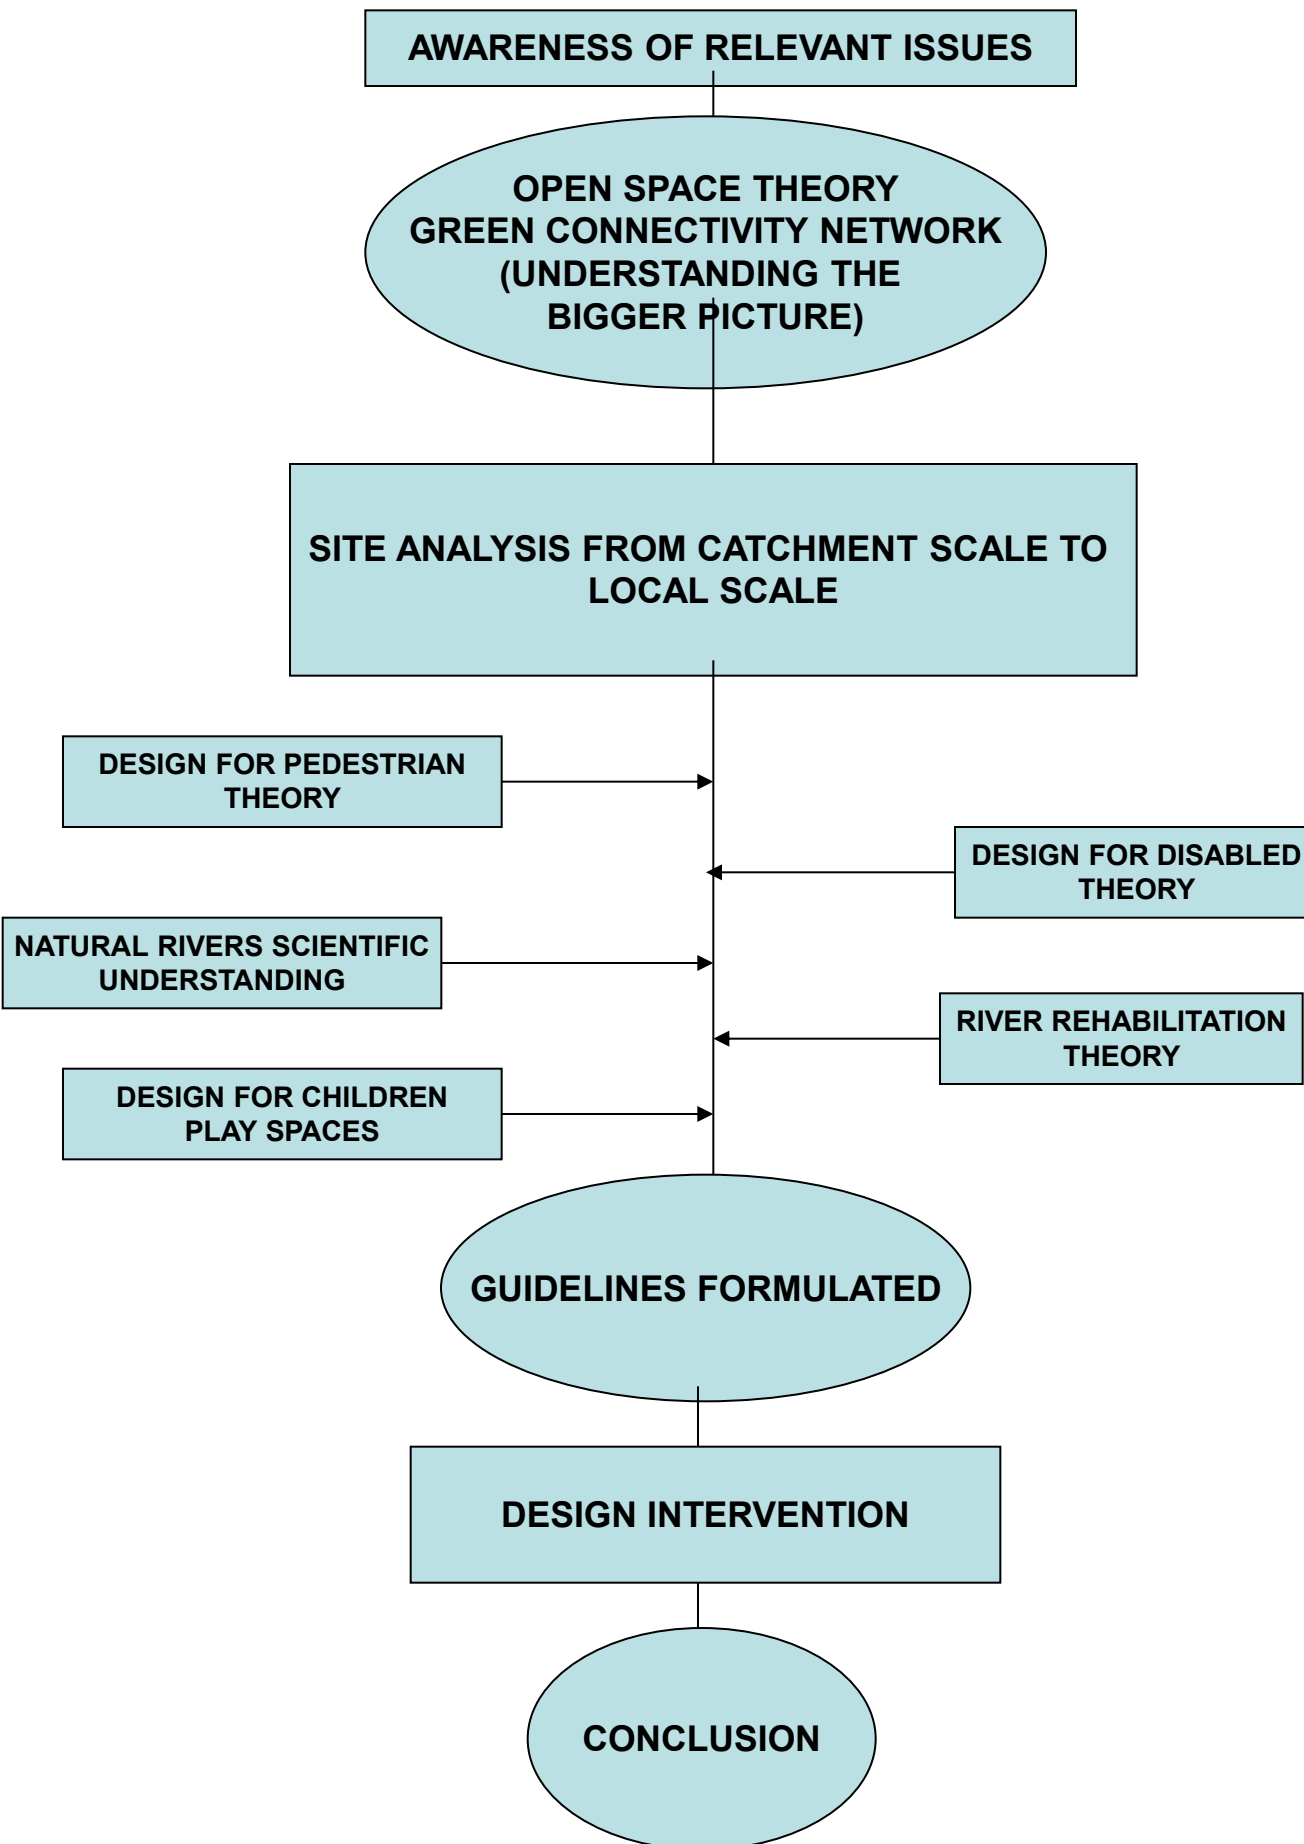 AWARENESS OF RELEVANT ISSUES
OPEN SPACE THEORY
GREEN CONNECTIVITY NETWORK
(UNDERSTANDING THE
BIGGER PICTURE)
SITE ANALYSIS FROM CATCHMENT SCALE TO
LOCAL SCALE
DESIGN FOR PEDESTRIAN
THEORY
DESIGN FOR DISABLED
THEORY
NATURAL RIVERS SCIENTIFIC
UNDERSTANDING
RIVER REHABILITATION
THEORY
DESIGN FOR CHILDREN
PLAY SPACES
GUIDELINES FORMULATED
DESIGN INTERVENTION
CONCLUSION